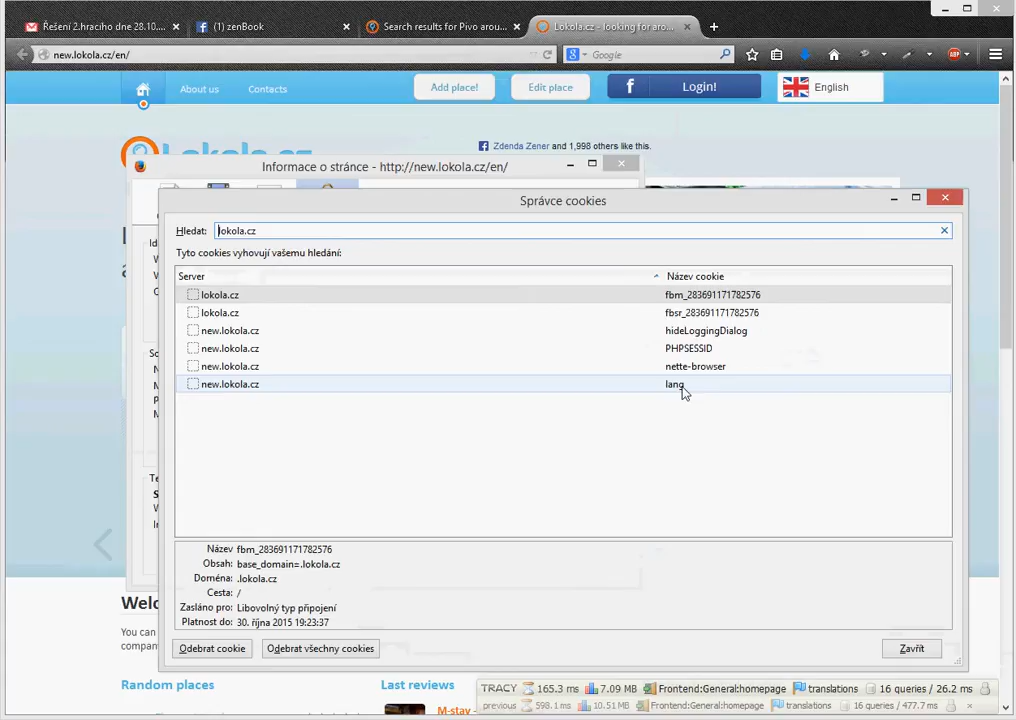 Řešení 2.hracího dne 28.10....
zenBook
Search results for Pivo arou...
Lokola.cz - looking for aro...
new.lokola.cz/en/
Google
ABP
About us
Contacts
Add place!
Edit place
Login!
English
Lokola.cz
Zdenda Zener and 1,998 others like this.
Informace o stránce - http://new.lokola.cz/en/
Správce cookies
Hledat:
lokola.cz
Tyto cookies vyhovují vašemu hledání:
Server
Název cookie
lokola.cz
fbm_283691171782576
lokola.cz
fbsr_283691171782576
new.lokola.cz
hideLoggingDialog
new.lokola.cz
PHPSESSID
new.lokola.cz
nette-browser
new.lokola.cz
lang
Název fbm_283691171782576
Obsah: base_domain=.lokola.cz
Doména: .lokola.cz
Cesta: /
Zasláno pro: Libovolný typ připojení
Platnost do: 30. října 2015 19:23:37
Odebrat cookie
Odebrat všechny cookies
Zavřít
Welc
You can
compan
Random places
Last reviews
M-stav -
TRACY 165.3 ms 7.09 MB Frontend:General:homepage translations 16 queries / 26.2 ms
previous 598.1 ms 10.51 MB Frontend:General:homepage translations 16 queries / 477.7 ms